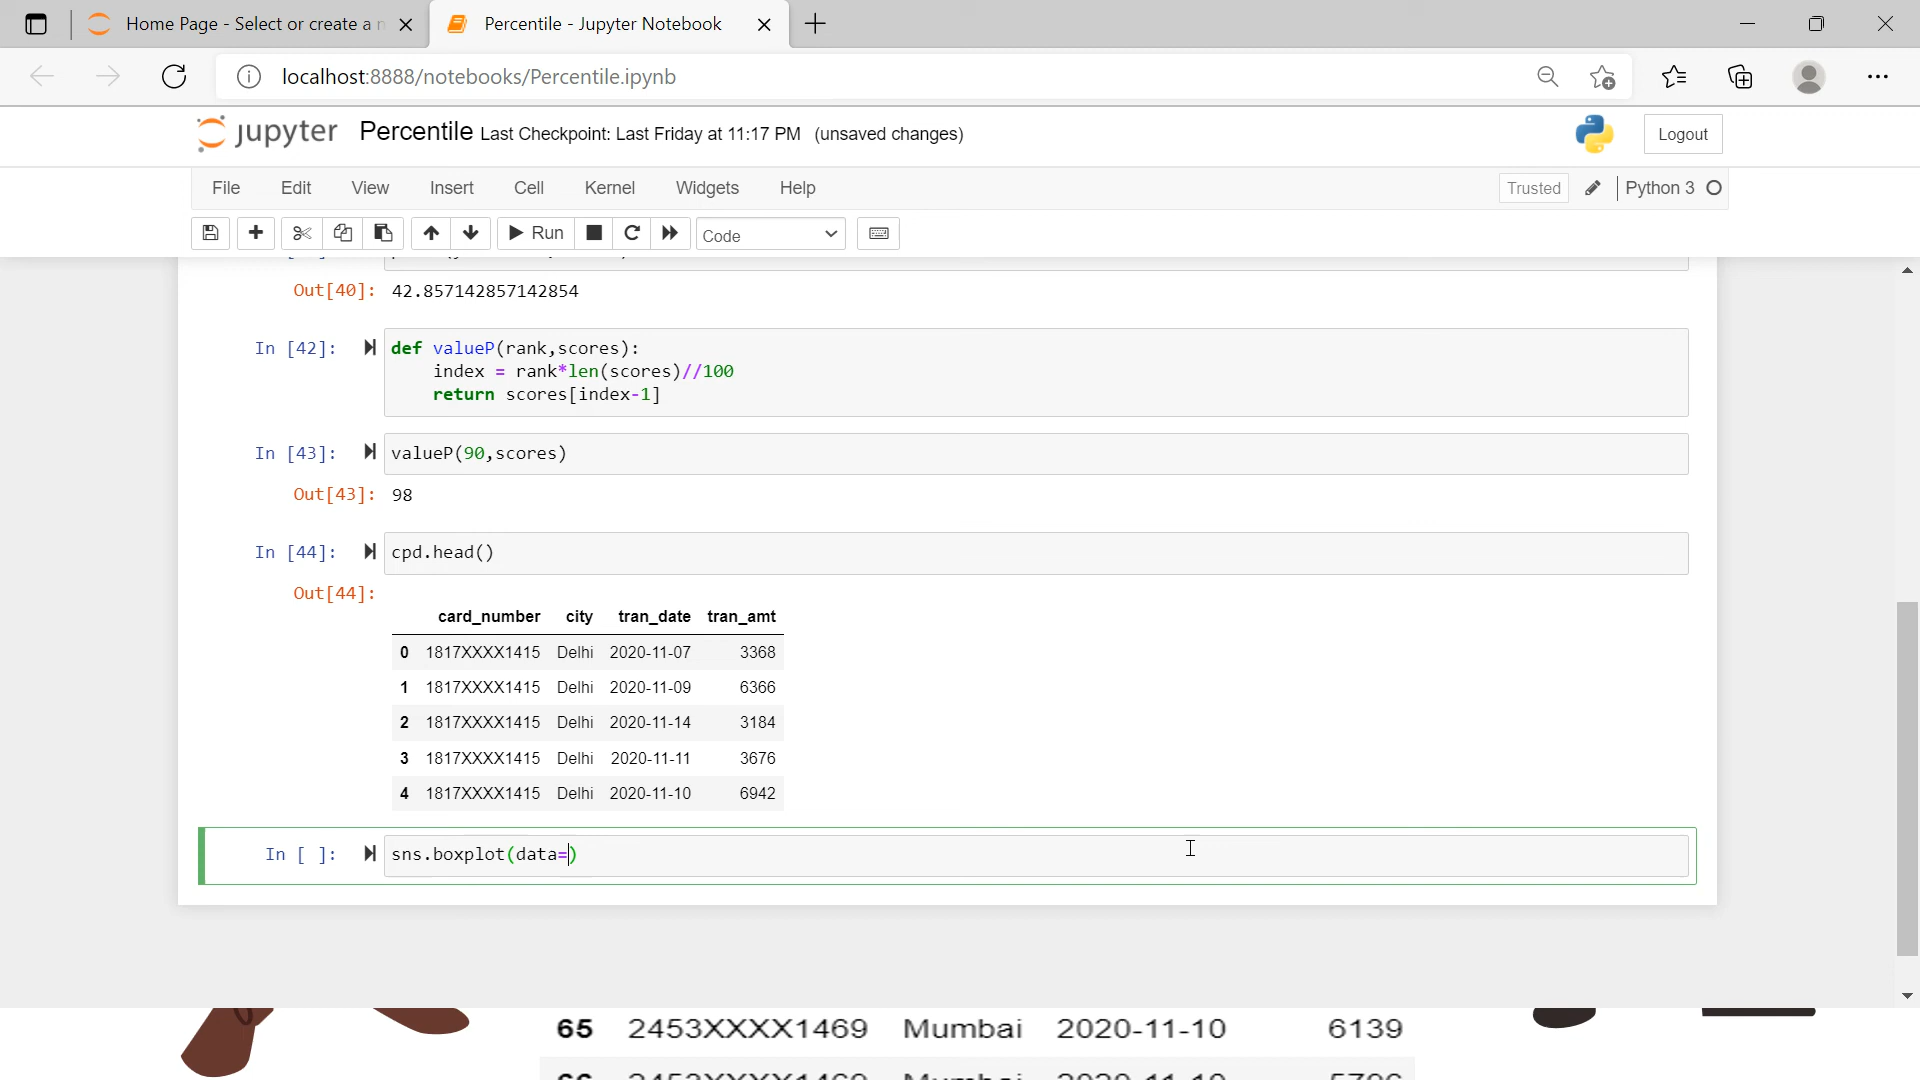 Home Page - Select or create a n
Percentile - Jupyter Notebook
localhost:8888/notebooks/Percentile.ipynb
jupyter Percentile Last Checkpoint: Last Friday at 11:17 PM (unsaved changes)
Logout
File Edit View Insert Cell Kernel Widgets Help
Trusted Python 3
Run Code
Out[40]: 42.857142857142854
In [42]: def valueP(rank,scores):
index = rank*len(scores)//100
return scores[index-1]
In [43]: valueP(90,scores)
Out[43]: 98
In [44]: cpd.head()
Out[44]:
card_number city tran_date tran_amt
0 1817XXXX1415 Delhi 2020-11-07 3368
1 1817XXXX1415 Delhi 2020-11-09 6366
2 1817XXXX1415 Delhi 2020-11-14 3184
3 1817XXXX1415 Delhi 2020-11-11 3676
4 1817XXXX1415 Delhi 2020-11-10 6942
In [ ]: sns.boxplot(data=)
65 2453XXXX1469 Mumbai 2020-11-10 6139